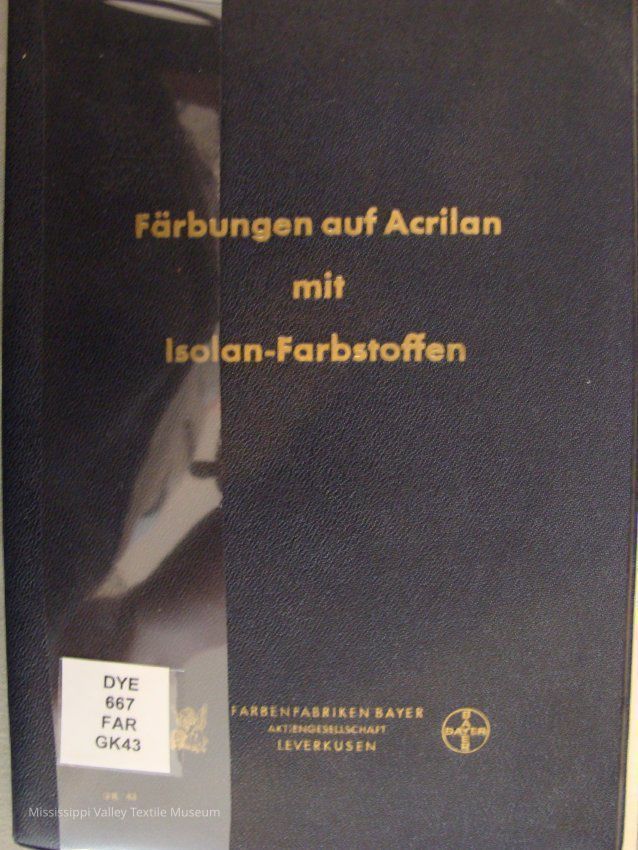 Färbungen auf Acrilan
mit
Isolan-Farbstoffen
DYE
667
FAR
GK43
FARBENFABRIKEN BAYER
AKTIENGESELLSCHAFT
LEVERKUSEN
BAYER
BAYER
Mississippi Valley Textile Museum